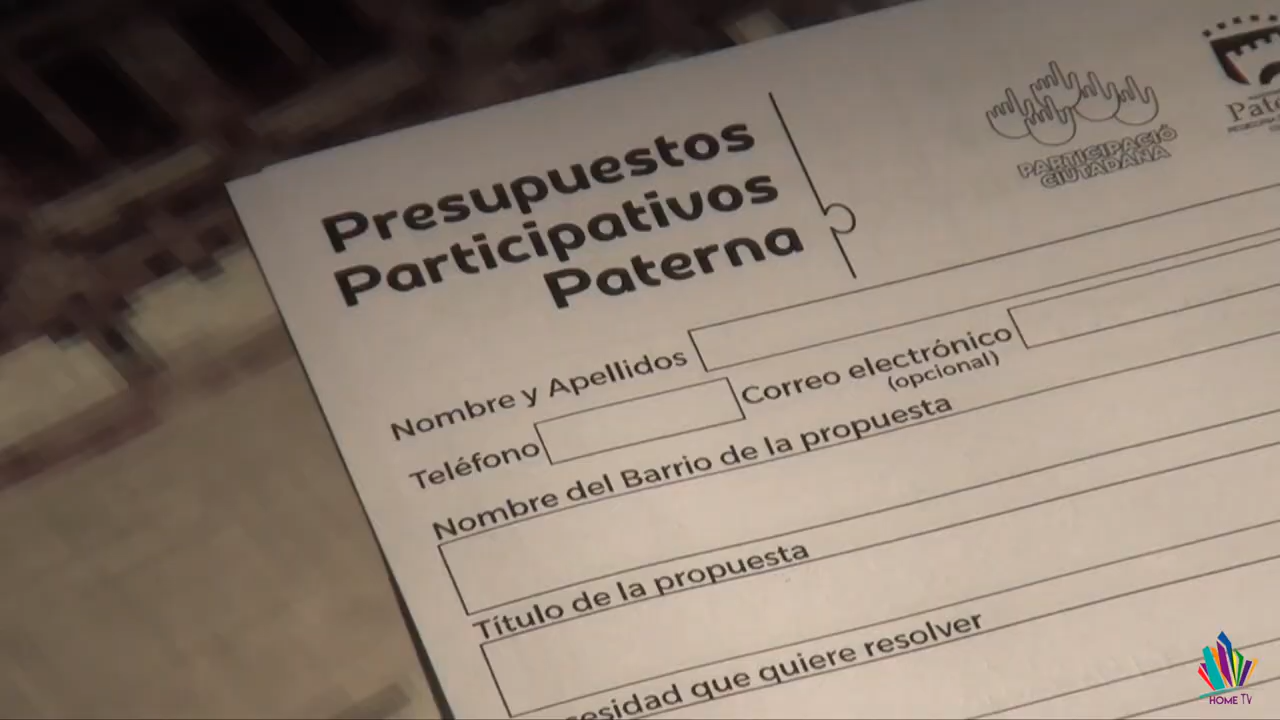 Presupuestos
Participativos
Paterna
PARTICIPACIÓ
CIUTADANA
Nombre y Apellidos
Teléfono
Correo electrónico
(opcional)
Nombre del Barrio de la propuesta
Título de la propuesta
esidad que quiere resolver
HOME TV